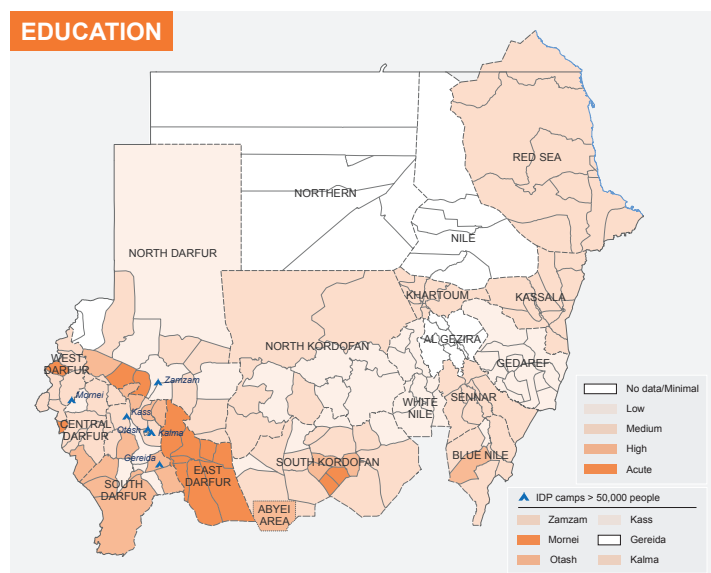 EDUCATION
RED SEA
NORTHERN
NILE
NORTH DARFUR
KHARTOUM
KASSALA
AL GEZIRA
NORTH KORDOFAN
GEDAREF
WEST
DARFUR
Zamzam
Mornei
WHITE
NILE
SENNAR
Kass
CENTRAL
DARFUR
Otash
Kalma
Gereida
SOUTH KORDOFAN
BLUE NILE
EAST
DARFUR
SOUTH
DARFUR
ABYEI
AREA
No data/Minimal
Low
Medium
High
Acute
IDP camps > 50,000 people
Zamzam Kass
Mornei Gereida
Otash Kalma